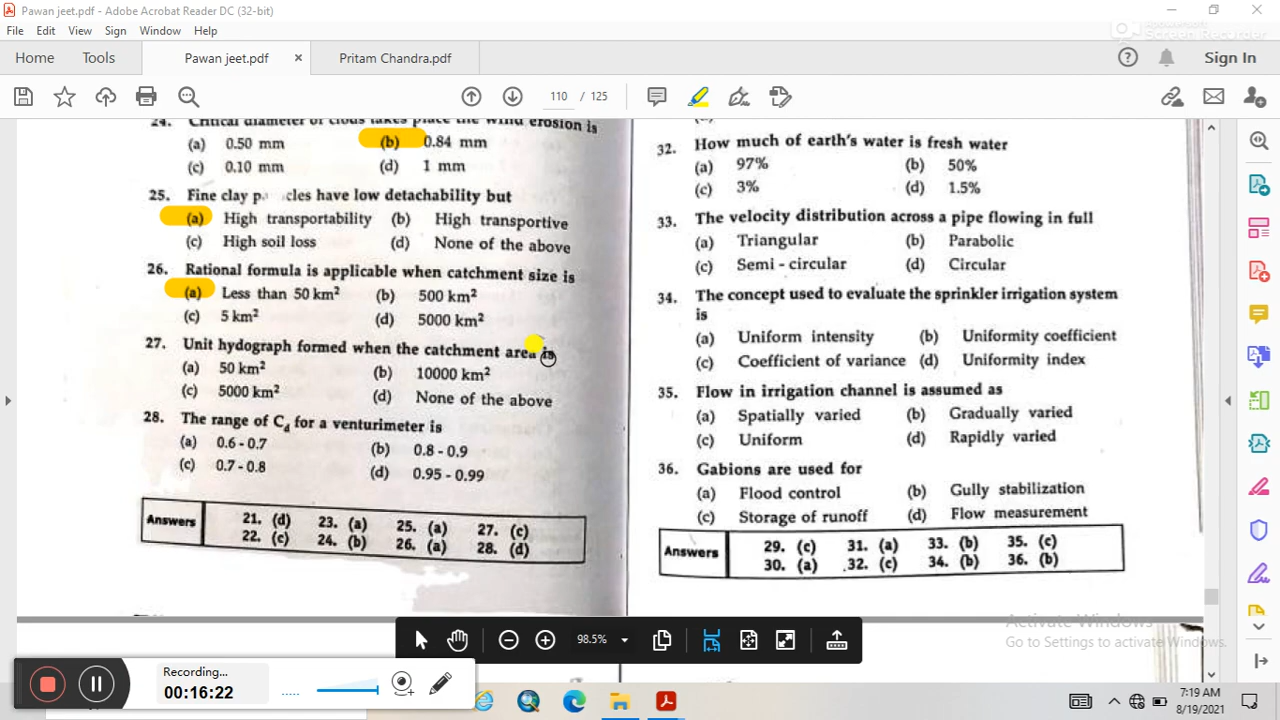 Pawan jeet.pdf - Adobe Acrobat Reader DC (32-bit)
File Edit View Sign Window Help
Screen Recorder
Home Tools Pawan jeet.pdf × Pritam Chandra.pdf
Sign In
110 / 125
24. Critical diameter of clods takes place the wind erosion is
(a) 0.50 mm (b) 0.84 mm
(c) 0.10 mm (d) 1 mm
25. Fine clay p cles have low detachability but
(a) High transportability (b) High transportive
(c) High soil loss (d) None of the above
26. Rational formula is applicable when catchment size is
(a) Less than 50 km² (b) 500 km²
(c) 5 km² (d) 5000 km²
27. Unit hydograph formed when the catchment area is
(a) 50 km² (b) 10000 km²
(c) 5000 km² (d) None of the above
28. The range of Cd for a venturimeter is
(a) 0.6 - 0.7 (b) 0.8 - 0.9
(c) 0.7 - 0.8 (d) 0.95 - 0.99
Answers 21. (d) 23. (a) 25. (a) 27. (c)
22. (c) 24. (b) 26. (a) 28. (d)
32. How much of earth's water is fresh water
(a) 97% (b) 50%
(c) 3% (d) 1.5%
33. The velocity distribution across a pipe flowing in full
(a) Triangular (b) Parabolic
(c) Semi - circular (d) Circular
34. The concept used to evaluate the sprinkler irrigation system
is
(a) Uniform intensity (b) Uniformity coefficient
(c) Coefficient of variance (d) Uniformity index
35. Flow in irrigation channel is assumed as
(a) Spatially varied (b) Gradually varied
(c) Uniform (d) Rapidly varied
36. Gabions are used for
(a) Flood control (b) Gully stabilization
(c) Storage of runoff (d) Flow measurement
Answers 29. (c) 31. (a) 33. (b) 35. (c)
30. (a) 32. (c) 34. (b) 36. (b)
Activate Windows
Go to Settings to activate Windows.
98.5%
Recording...
00:16:22
7:19 AM
8/19/2021